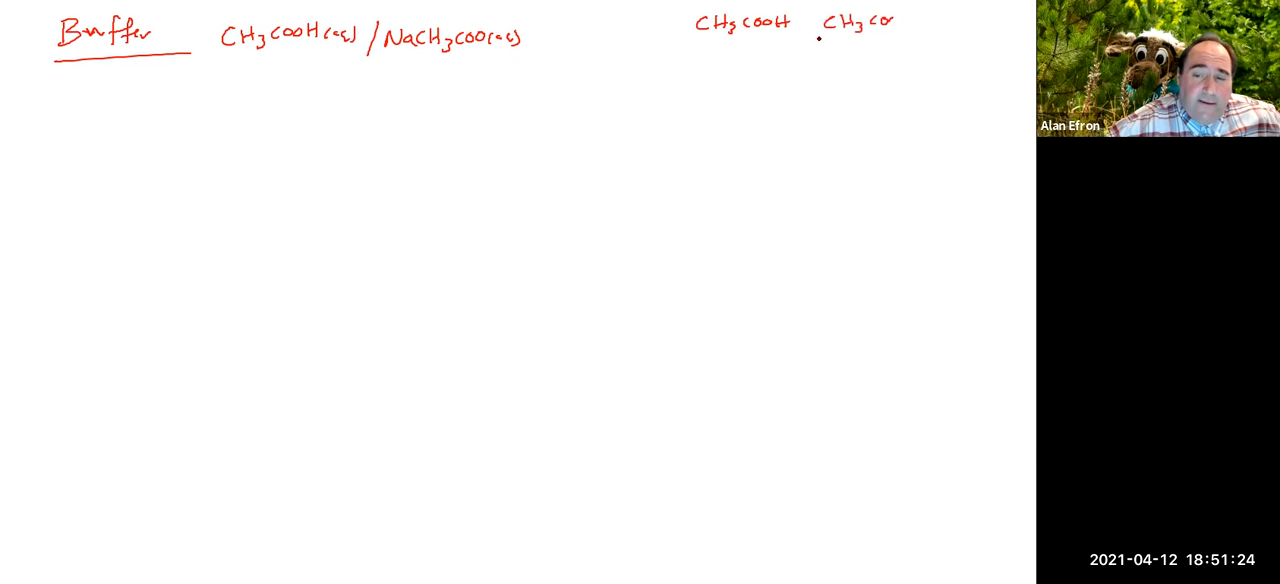 Buffer CH3COOH(aq) / NaCH3COO(aq) CH3COOH CH3CO
Alan Efron
2021-04-12 18:51:24